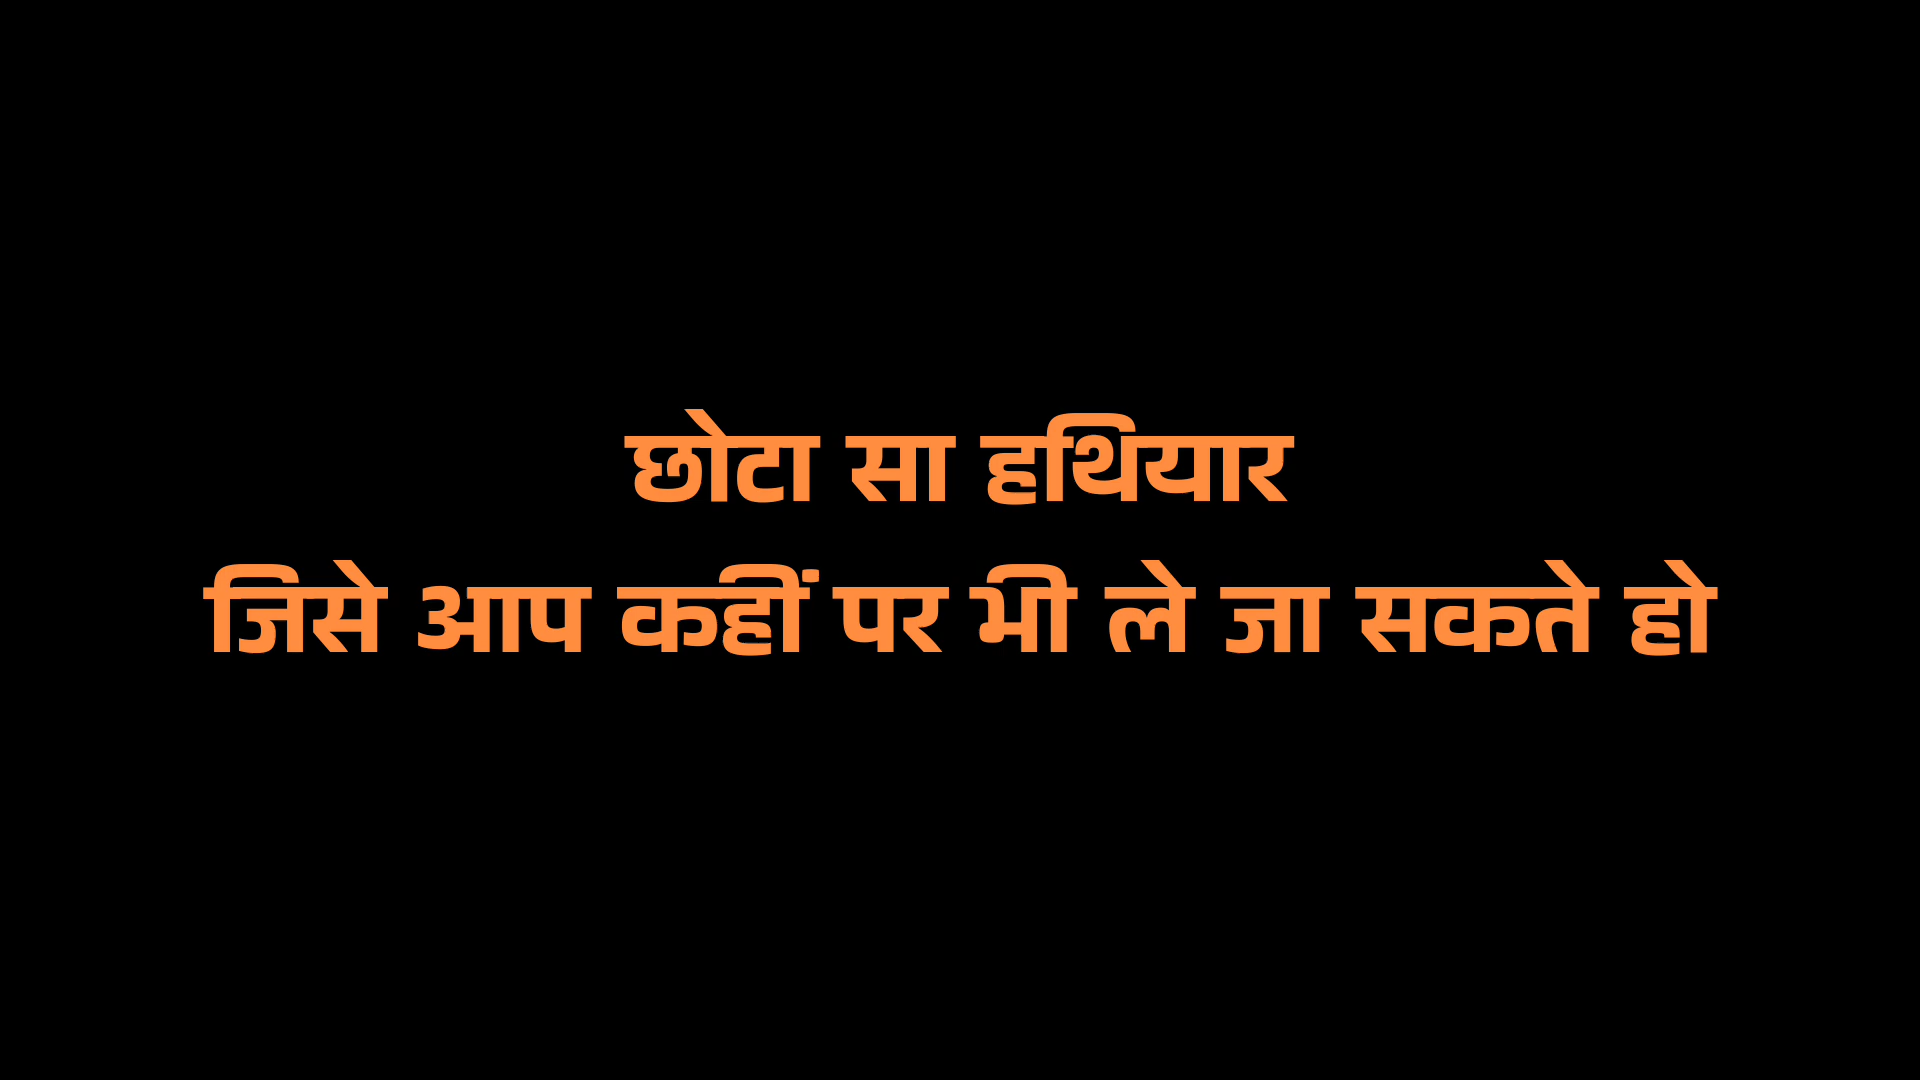 छोटा सा हथियार
जिसे आप कहीं पर भी ले जा सकते हो